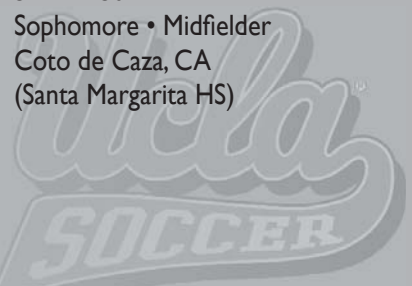 Sophomore • Midfielder
Coto de Caza, CA
(Santa Margarita HS)
Ucla
®
SOCCER